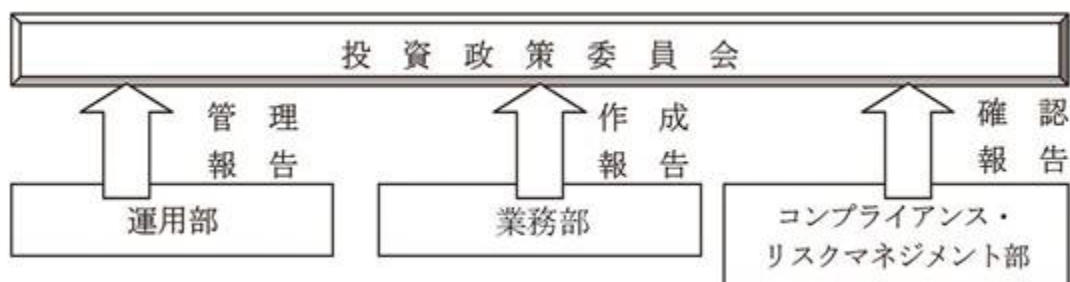 投資政策委員会
管理
報告
作成
報告
確認
報告
運用部
業務部
コンプライアンス・
リスクマネジメント部